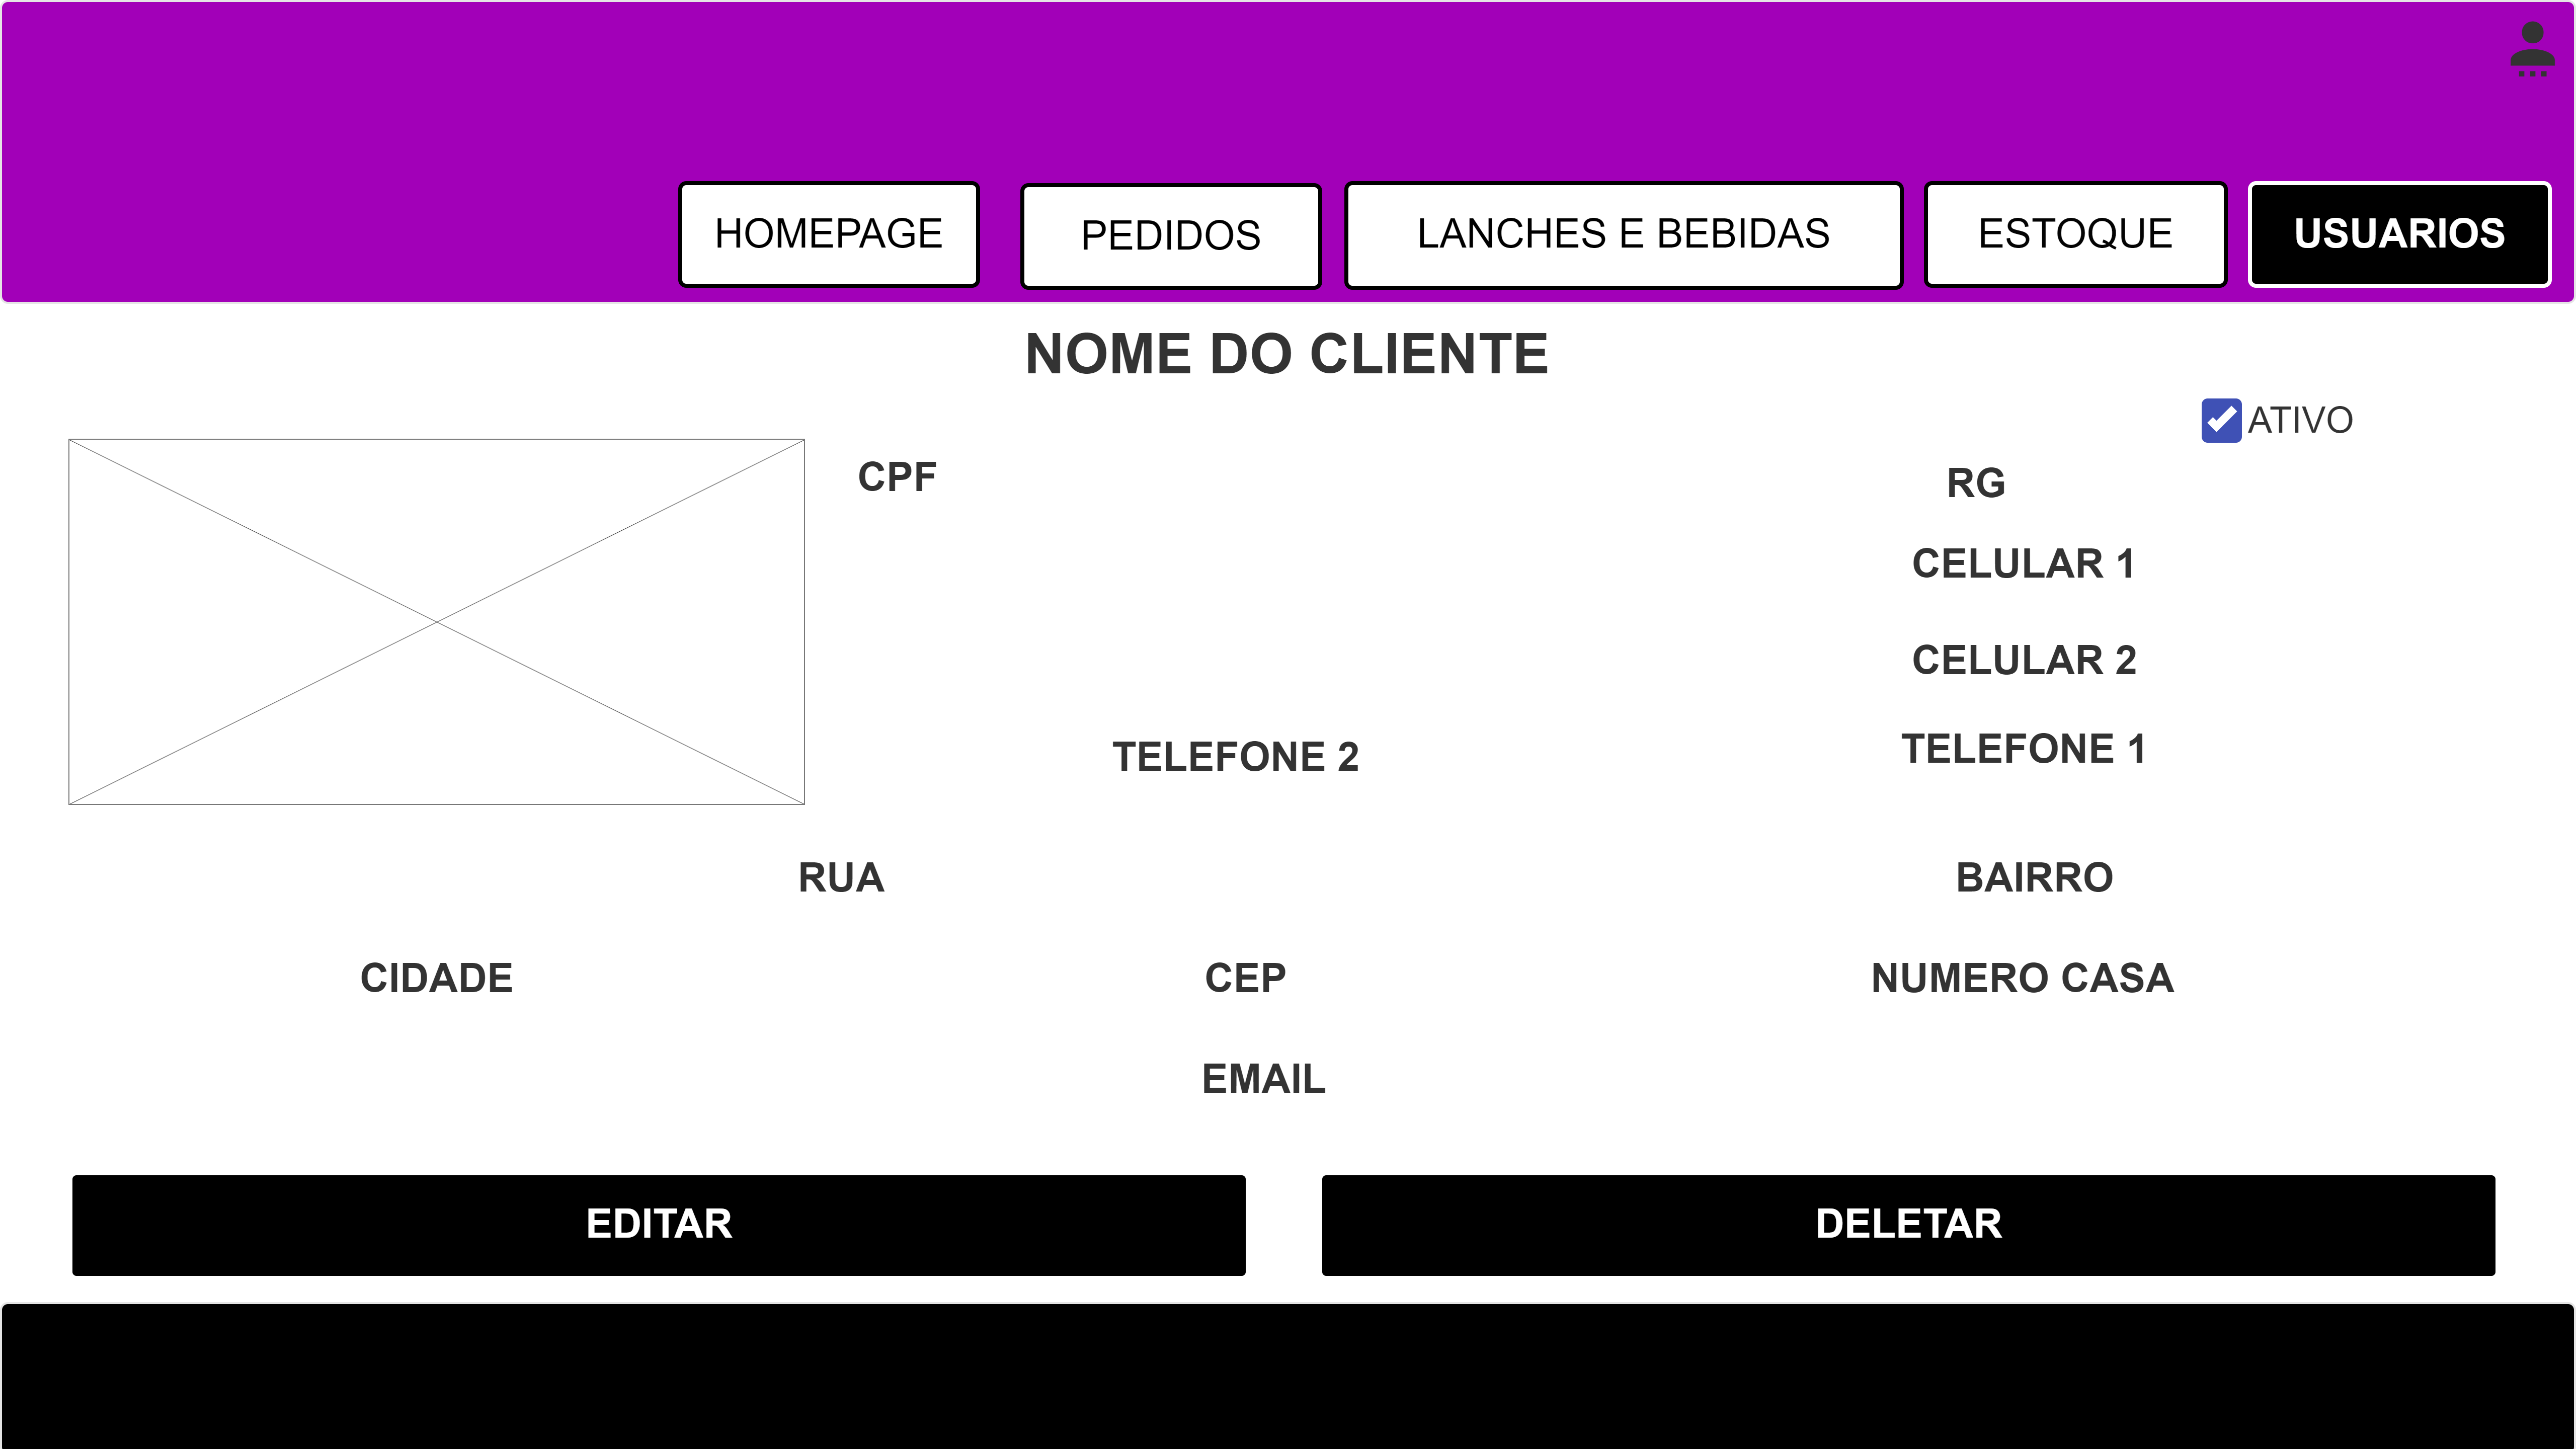 HOMEPAGE
PEDIDOS
LANCHES E BEBIDAS
ESTOQUE
USUARIOS
NOME DO CLIENTE
ATIVO
CPF
RG
CELULAR 1
CELULAR 2
TELEFONE 2
TELEFONE 1
RUA
BAIRRO
CIDADE
CEP
NUMERO CASA
EMAIL
EDITAR
DELETAR